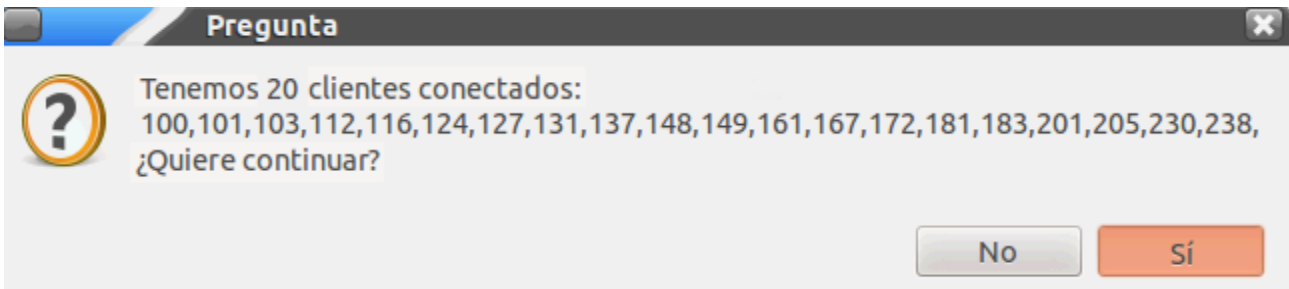 Pregunta
Tenemos 20 clientes conectados:
100,101,103,112,116,124,127,131,137,148,149,161,167,172,181,183,201,205,230,238,
¿Quiere continuar?
No
Sí